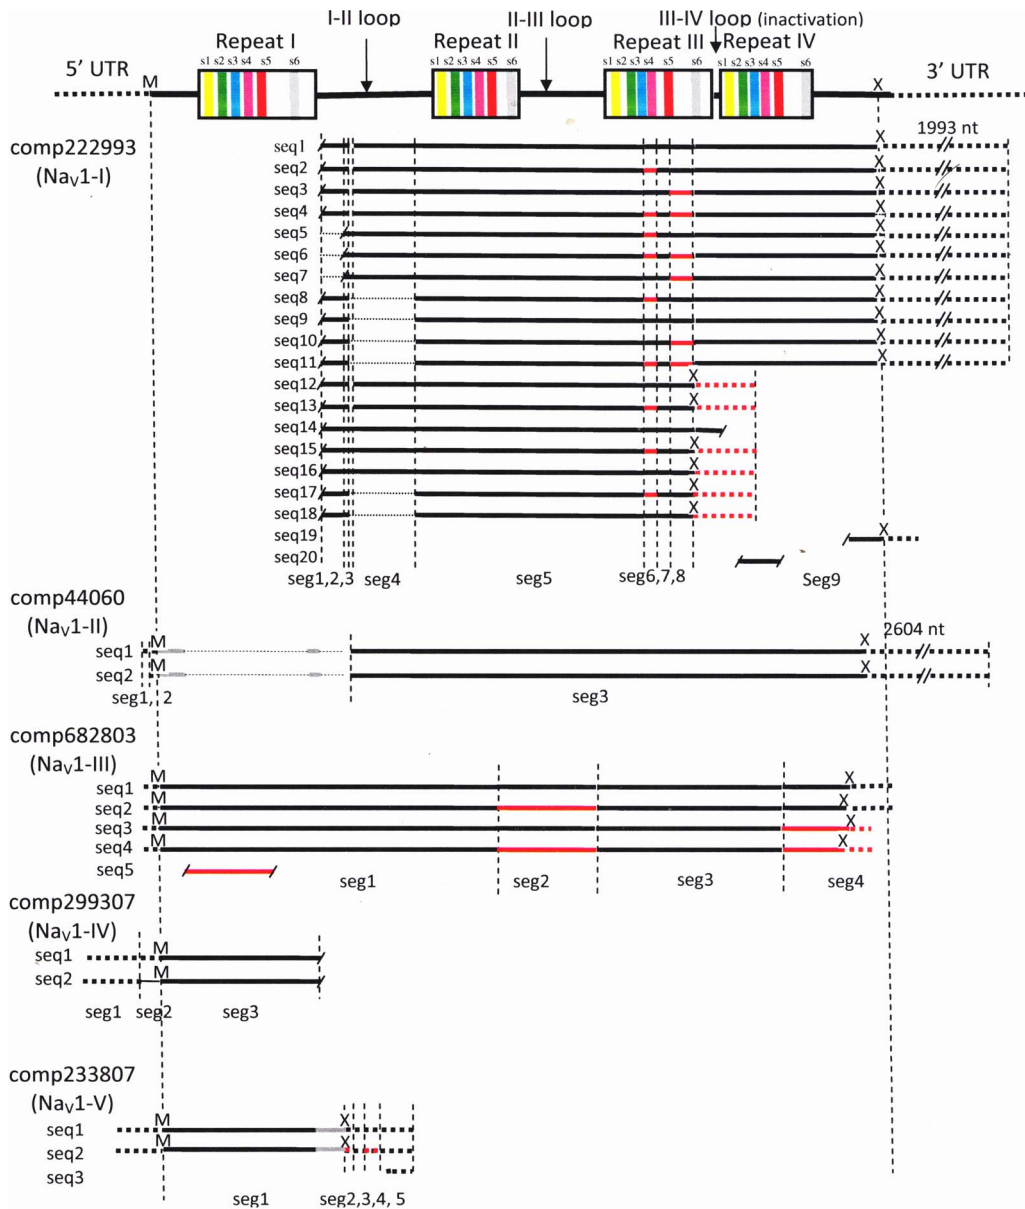 I-II loop II-III loop III-IV loop (inactivation)
Repeat I Repeat II Repeat III Repeat IV
5’ UTR M s1 s2 s3 s4 s5 s6 s1 s2 s3 s4 s5 s6 s4 s5 s6 s1 s2 s3 s4 s5 s6 X 3’ UTR
comp222993
(NaV1-I)
seq1 X 1993 nt
seq2 X
seq3 X
seq4 X
seq5 X
seq6 X
seq7 X
seq8 X
seq9 X
seq10 X
seq11 X
seq12 X
seq13 X
seq14
seq15 X
seq16 X
seq17 X
seq18 X
seq19 X
seq20
seg1,2,3 seg4 seg5 seg6,7,8 Seg9
comp44060
(NaV1-II)
seq1 M X 2604 nt
seq2 M X
seg1, 2 seg3
comp682803
(NaV1-III)
seq1 M X
seq2 M X
seq3 M X
seq4 M X
seq5
seg1 seg2 seg3 seg4
comp299307
(NaV1-IV)
seq1 M
seq2 M
seg1 seg2 seg3
comp233807
(NaV1-V)
seq1 M X
seq2 M X
seq3
seg1 seg2,3,4, 5